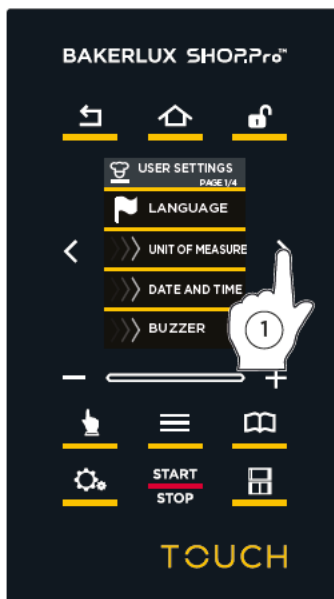 BAKERLUX SHOP.Pro™
USER SETTINGS
PAGE 1/4
LANGUAGE
UNIT OF MEASURE
DATE AND TIME
BUZZER
1
START
STOP
TOUCH